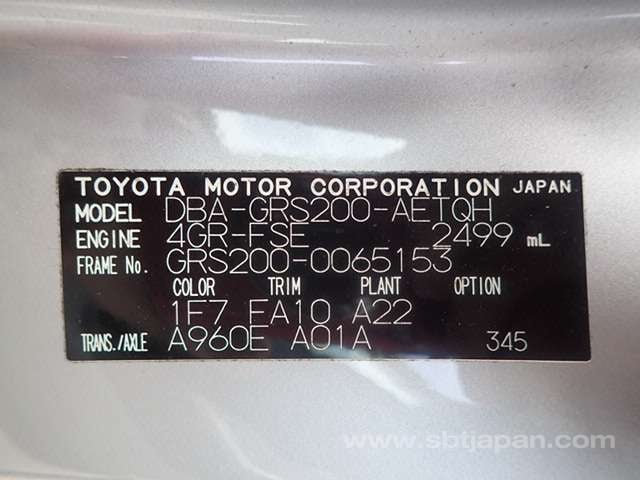 TOYOTA MOTOR CORPORATION JAPAN
MODEL DBA-GRS200-AETQH
ENGINE 4GR-FSE 2499 mL
FRAME No. GRS200-0065153
COLOR TRIM PLANT OPTION
1F7 EA10 A22
TRANS./AXLE A960E A01A 345
www.sbtjapan.com